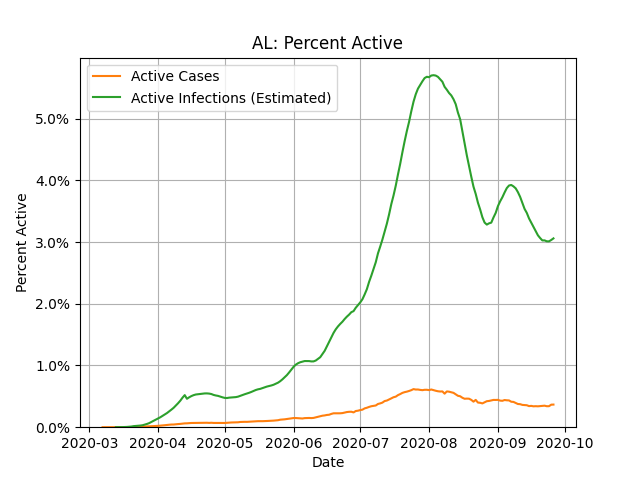 AL: Percent Active
Active Cases
Active Infections (Estimated)
Percent Active
5.0%
4.0%
3.0%
2.0%
1.0%
0.0%
2020-03 2020-04 2020-05 2020-06 2020-07 2020-08 2020-09 2020-10
Date